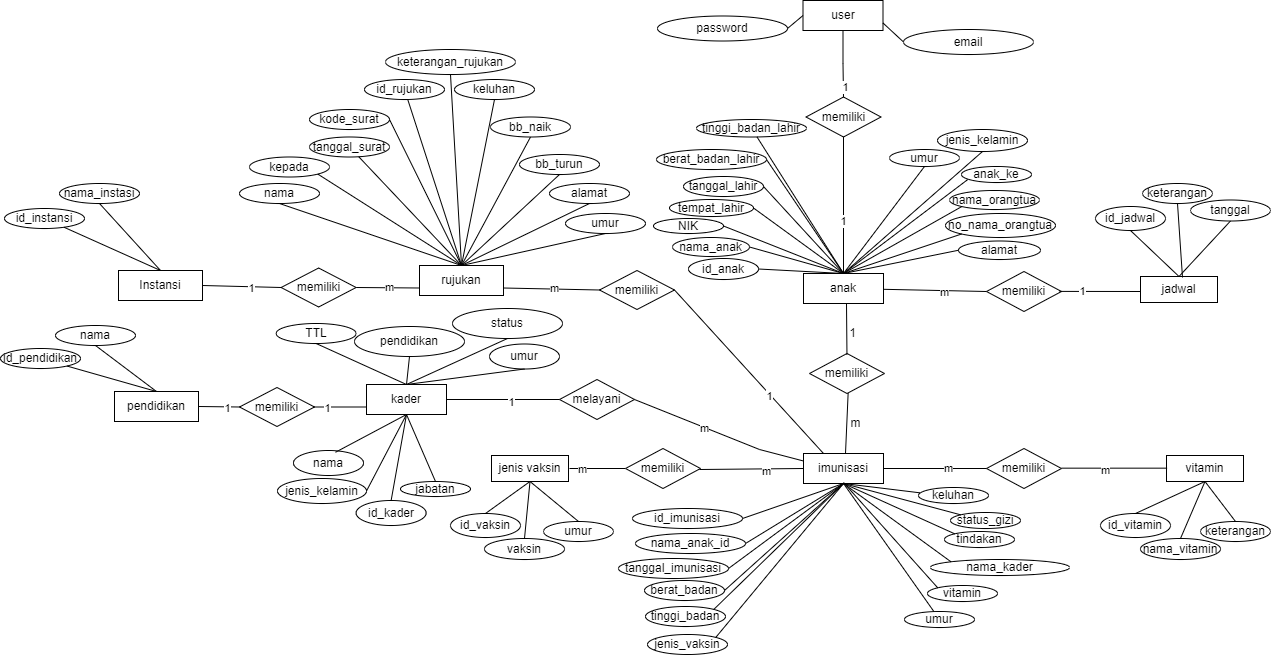 user
password
email
1
memiliki
1
keterangan_rujukan
id_rujukan
keluhan
kode_surat
bb_naik
tanggal_surat
bb_turun
kepada
alamat
nama
umur
nama_instasi
id_instansi
tinggi_badan_lahir
jenis_kelamin
berat_badan_lahir
umur
tanggal_lahir
anak_ke
tempat_lahir
nama_orangtua
NIK
no_nama_orangtua
nama_anak
alamat
id_anak
keterangan
id_jadwal
tanggal
Instansi
1
memiliki
m
rujukan
m
memiliki
1
anak
m
memiliki
1
jadwal
1
memiliki
m
TTL
pendidikan
status
umur
nama
id_pendidikan
pendidikan
1
memiliki
1
kader
1
melayani
m
nama
jenis_kelamin
id_kader
jabatan
jenis vaksin
m
memiliki
m
imunisasi
m
memiliki
m
vitamin
id_vaksin
vaksin
umur
id_imunisasi
nama_anak_id
tanggal_imunisasi
berat_badan
tinggi_badan
jenis_vaksin
keluhan
status_gizi
tindakan
nama_kader
vitamin
umur
id_vitamin
nama_vitamin
keterangan